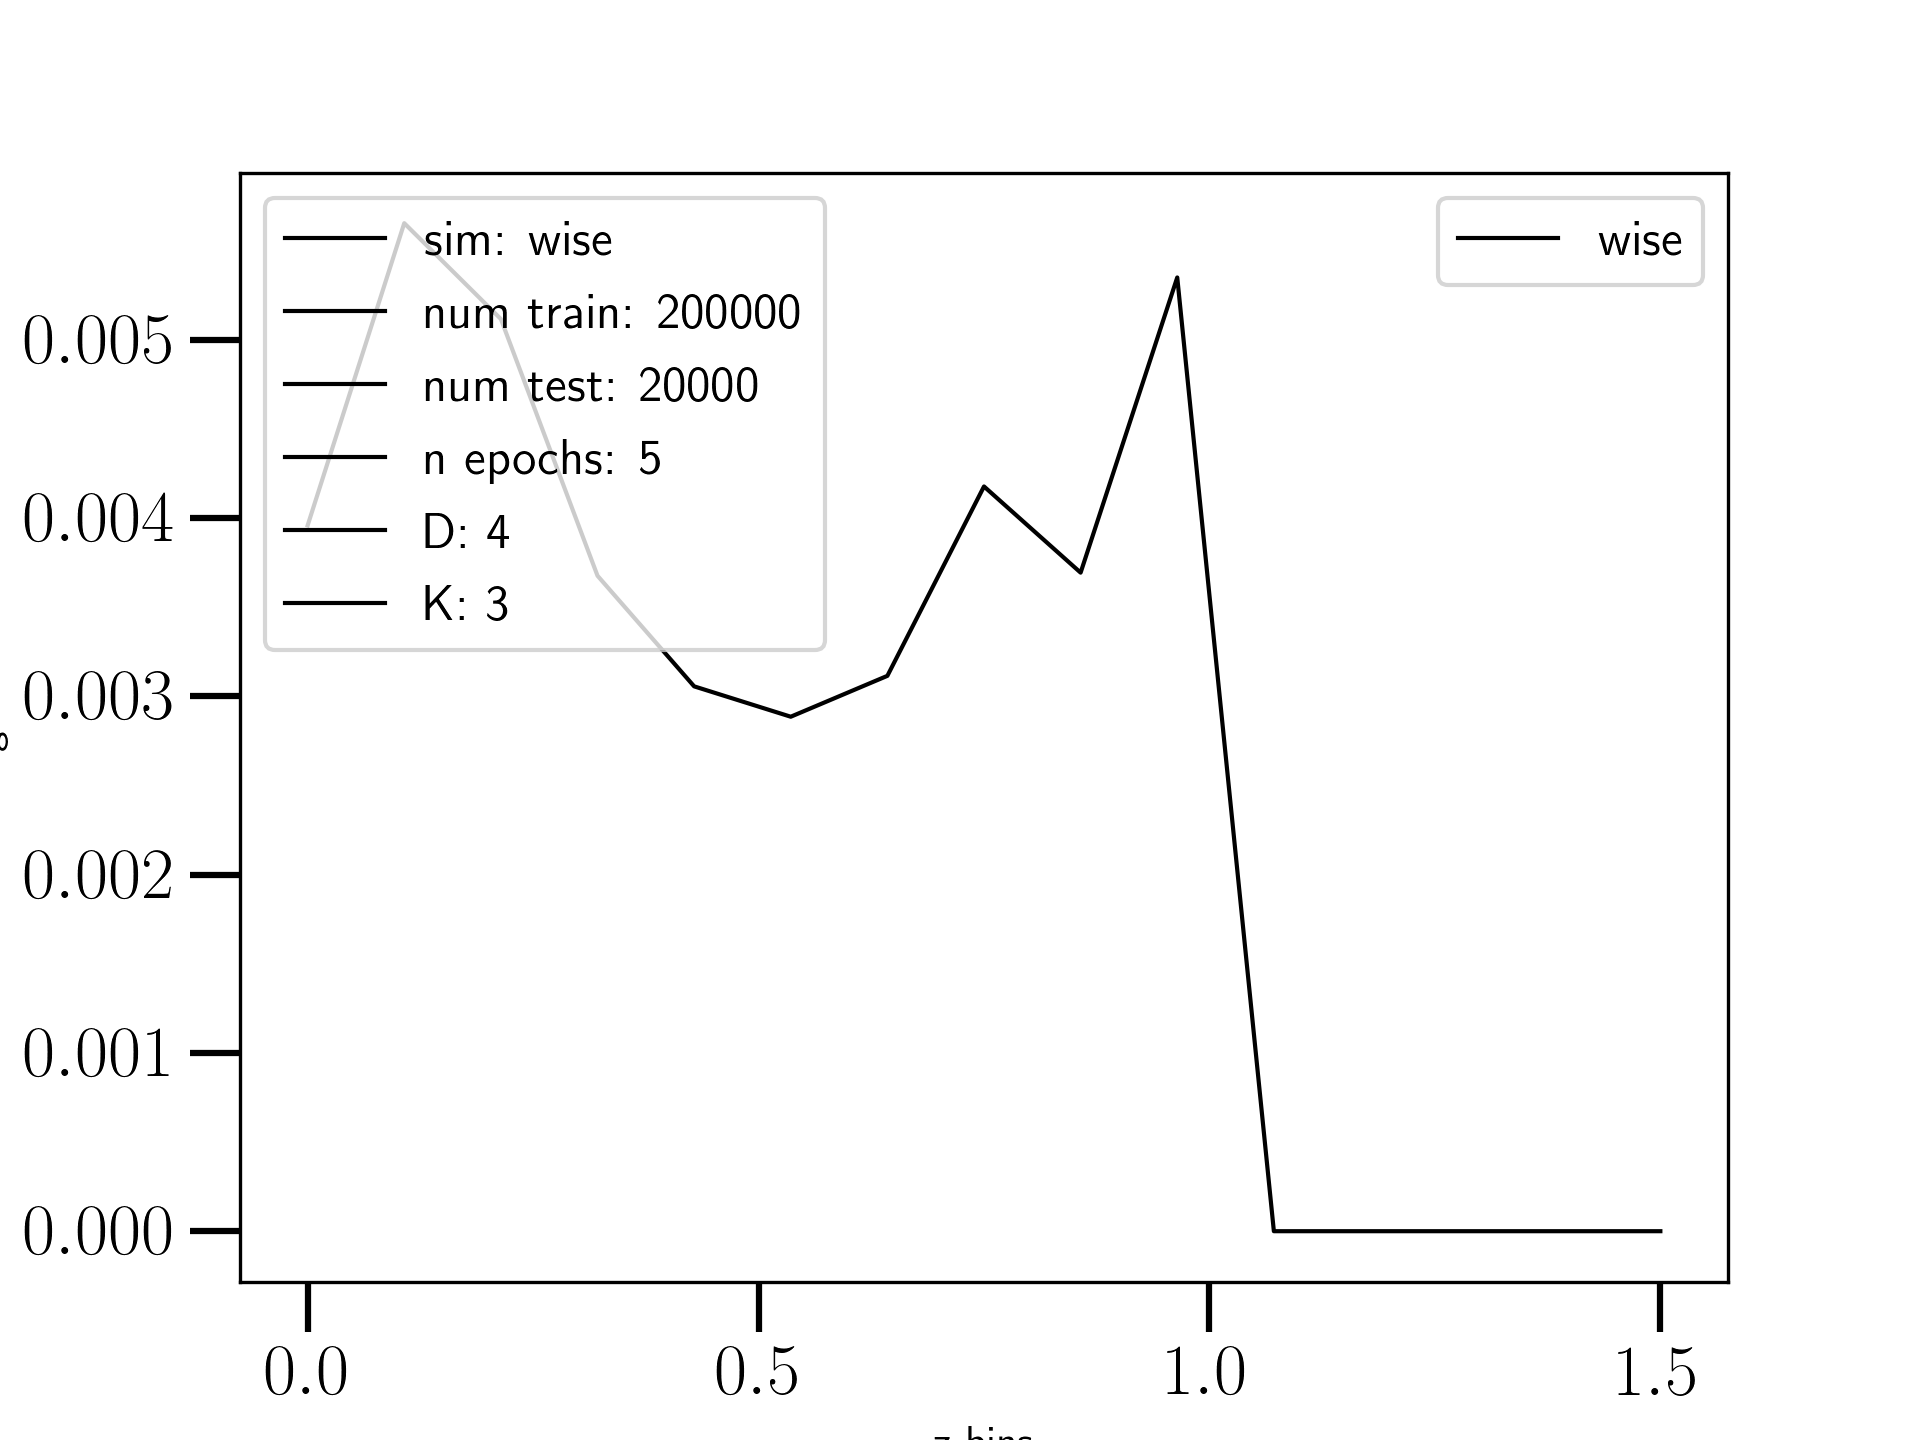 sim: wise
num train: 200000
num test: 20000
n epochs: 5
D: 4
K: 3
wise
0.005
0.004
0.003
0.002
0.001
0.000
0.0 0.5 1.0 1.5
z bins